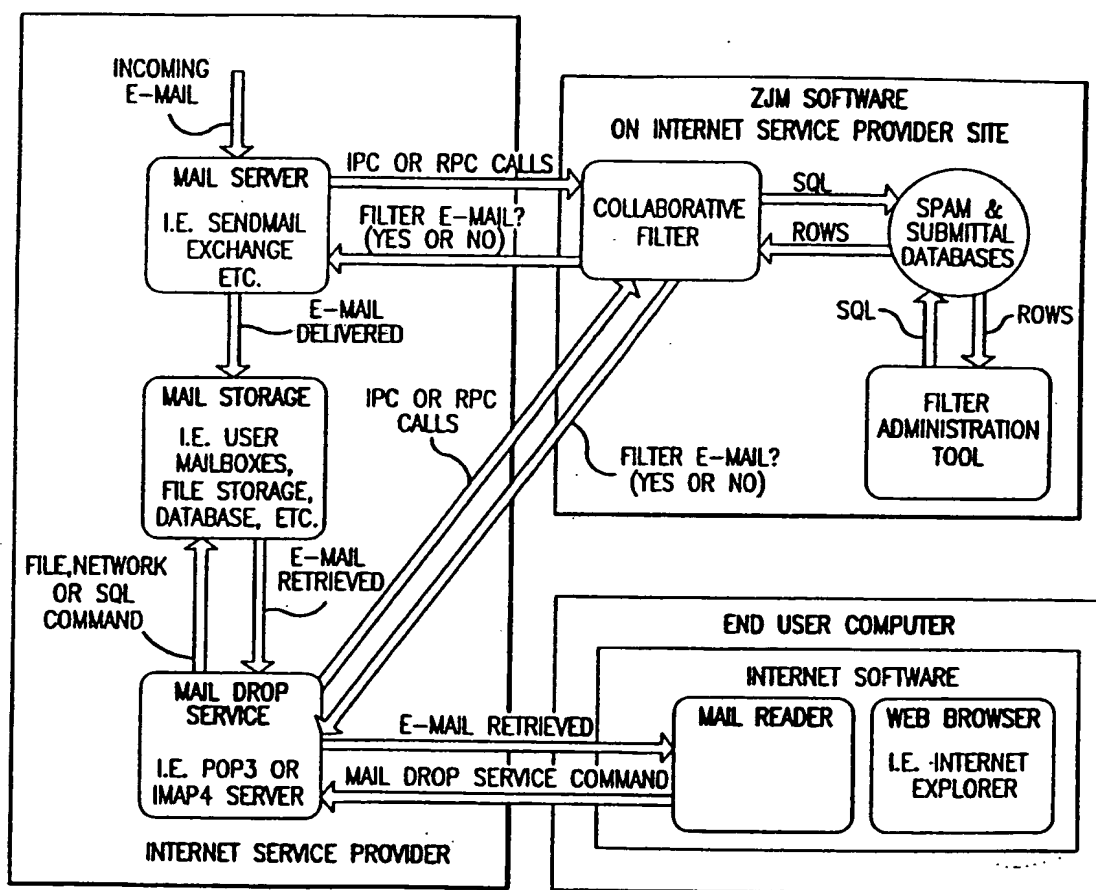 INCOMING
E-MAIL
MAIL SERVER
I.E. SENDMAIL
EXCHANGE
ETC.
IPC OR RPC CALLS
FILTER E-MAIL?
(YES OR NO)
E-MAIL
DELIVERED
MAIL STORAGE
I.E. USER
MAILBOXES,
FILE STORAGE,
DATABASE, ETC.
FILE,NETWORK
OR SQL
COMMAND
E-MAIL
RETRIEVED
MAIL DROP
SERVICE
I.E. POP3 OR
IMAP4 SERVER
INTERNET SERVICE PROVIDER
IPC OR RPC
CALLS
FILTER E-MAIL?
(YES OR NO)
ZJM SOFTWARE
ON INTERNET SERVICE PROVIDER SITE
COLLABORATIVE
FILTER
SQL
ROWS
SPAM &
SUBMITTAL
DATABASES
SQL
ROWS
FILTER
ADMINISTRATION
TOOL
E-MAIL RETRIEVED
MAIL DROP SERVICE COMMAND
END USER COMPUTER
INTERNET SOFTWARE
MAIL READER
WEB BROWSER
I.E. -INTERNET
EXPLORER